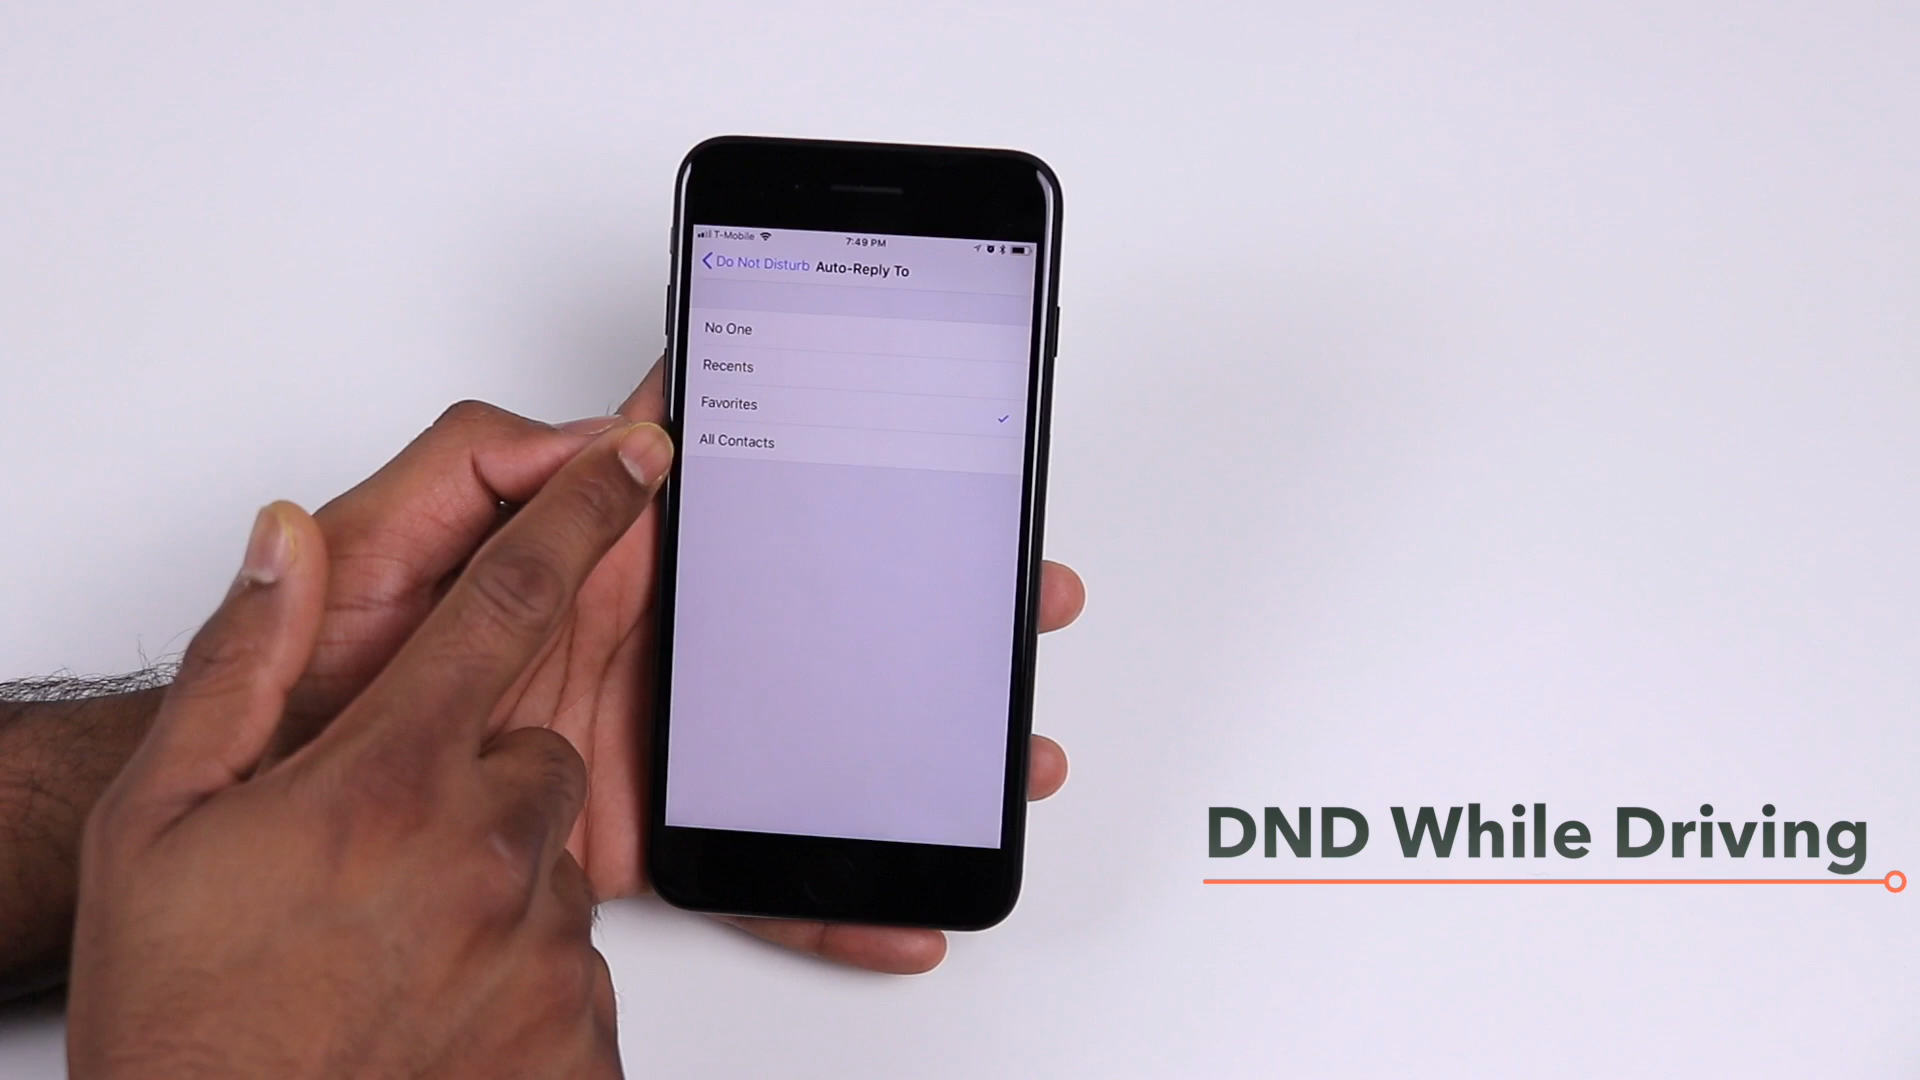 T-Mobile 7:49 PM
Do Not Disturb Auto-Reply To
No One
Recents
Favorites
All Contacts
DND While Driving